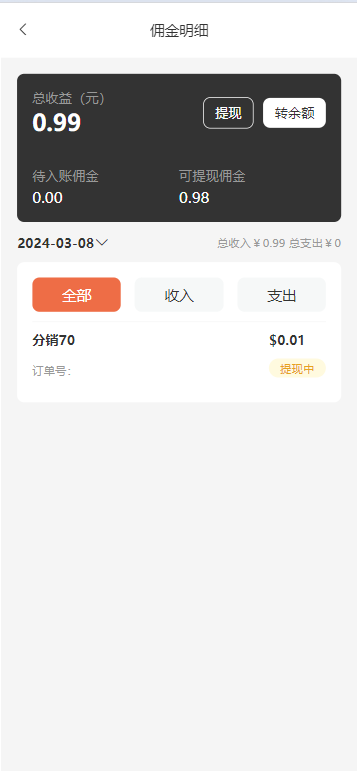 佣金明细
总收益（元）
0.99
提现 转余额
待入账佣金 可提现佣金
0.00 0.98
2024-03-08 总收入￥0.99 总支出￥0
全部 收入 支出
分销70 $0.01
订单号: 提现中